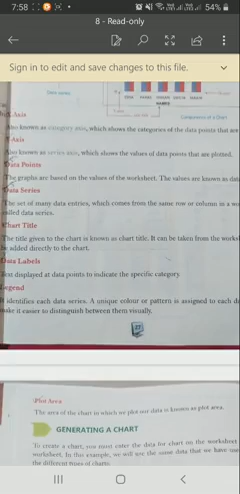 7:58
54%
8 - Read-only
Sign in to edit and save changes to this file.
Data series
NAMES
Components of a Chart
X-Axis
Also known as category axis, which shows the categories of the data points that are
Y-Axis
Also known as series axis, which shows the values of data points that are plotted.
Data Points
The graphs are based on the values of the worksheet. The values are known as dat
Data Series
The set of many data entries, which comes from the same row or column in a wo
called data series.
Chart Title
The title given to the chart is known as chart title. It can be taken from the works
be added directly to the chart.
Data Labels
Text displayed at data points to indicate the specific category.
Legend
It identifies each data series. A unique colour or pattern is assigned to each d
make it easier to distinguish between them visually.
27
Plot Area
The area of the chart in which we plot our data is known as plot area.
GENERATING A CHART
To create a chart, you must enter the data for chart on the worksheet
worksheet. In this example, we will use the same data that we have use
the different types of charts.